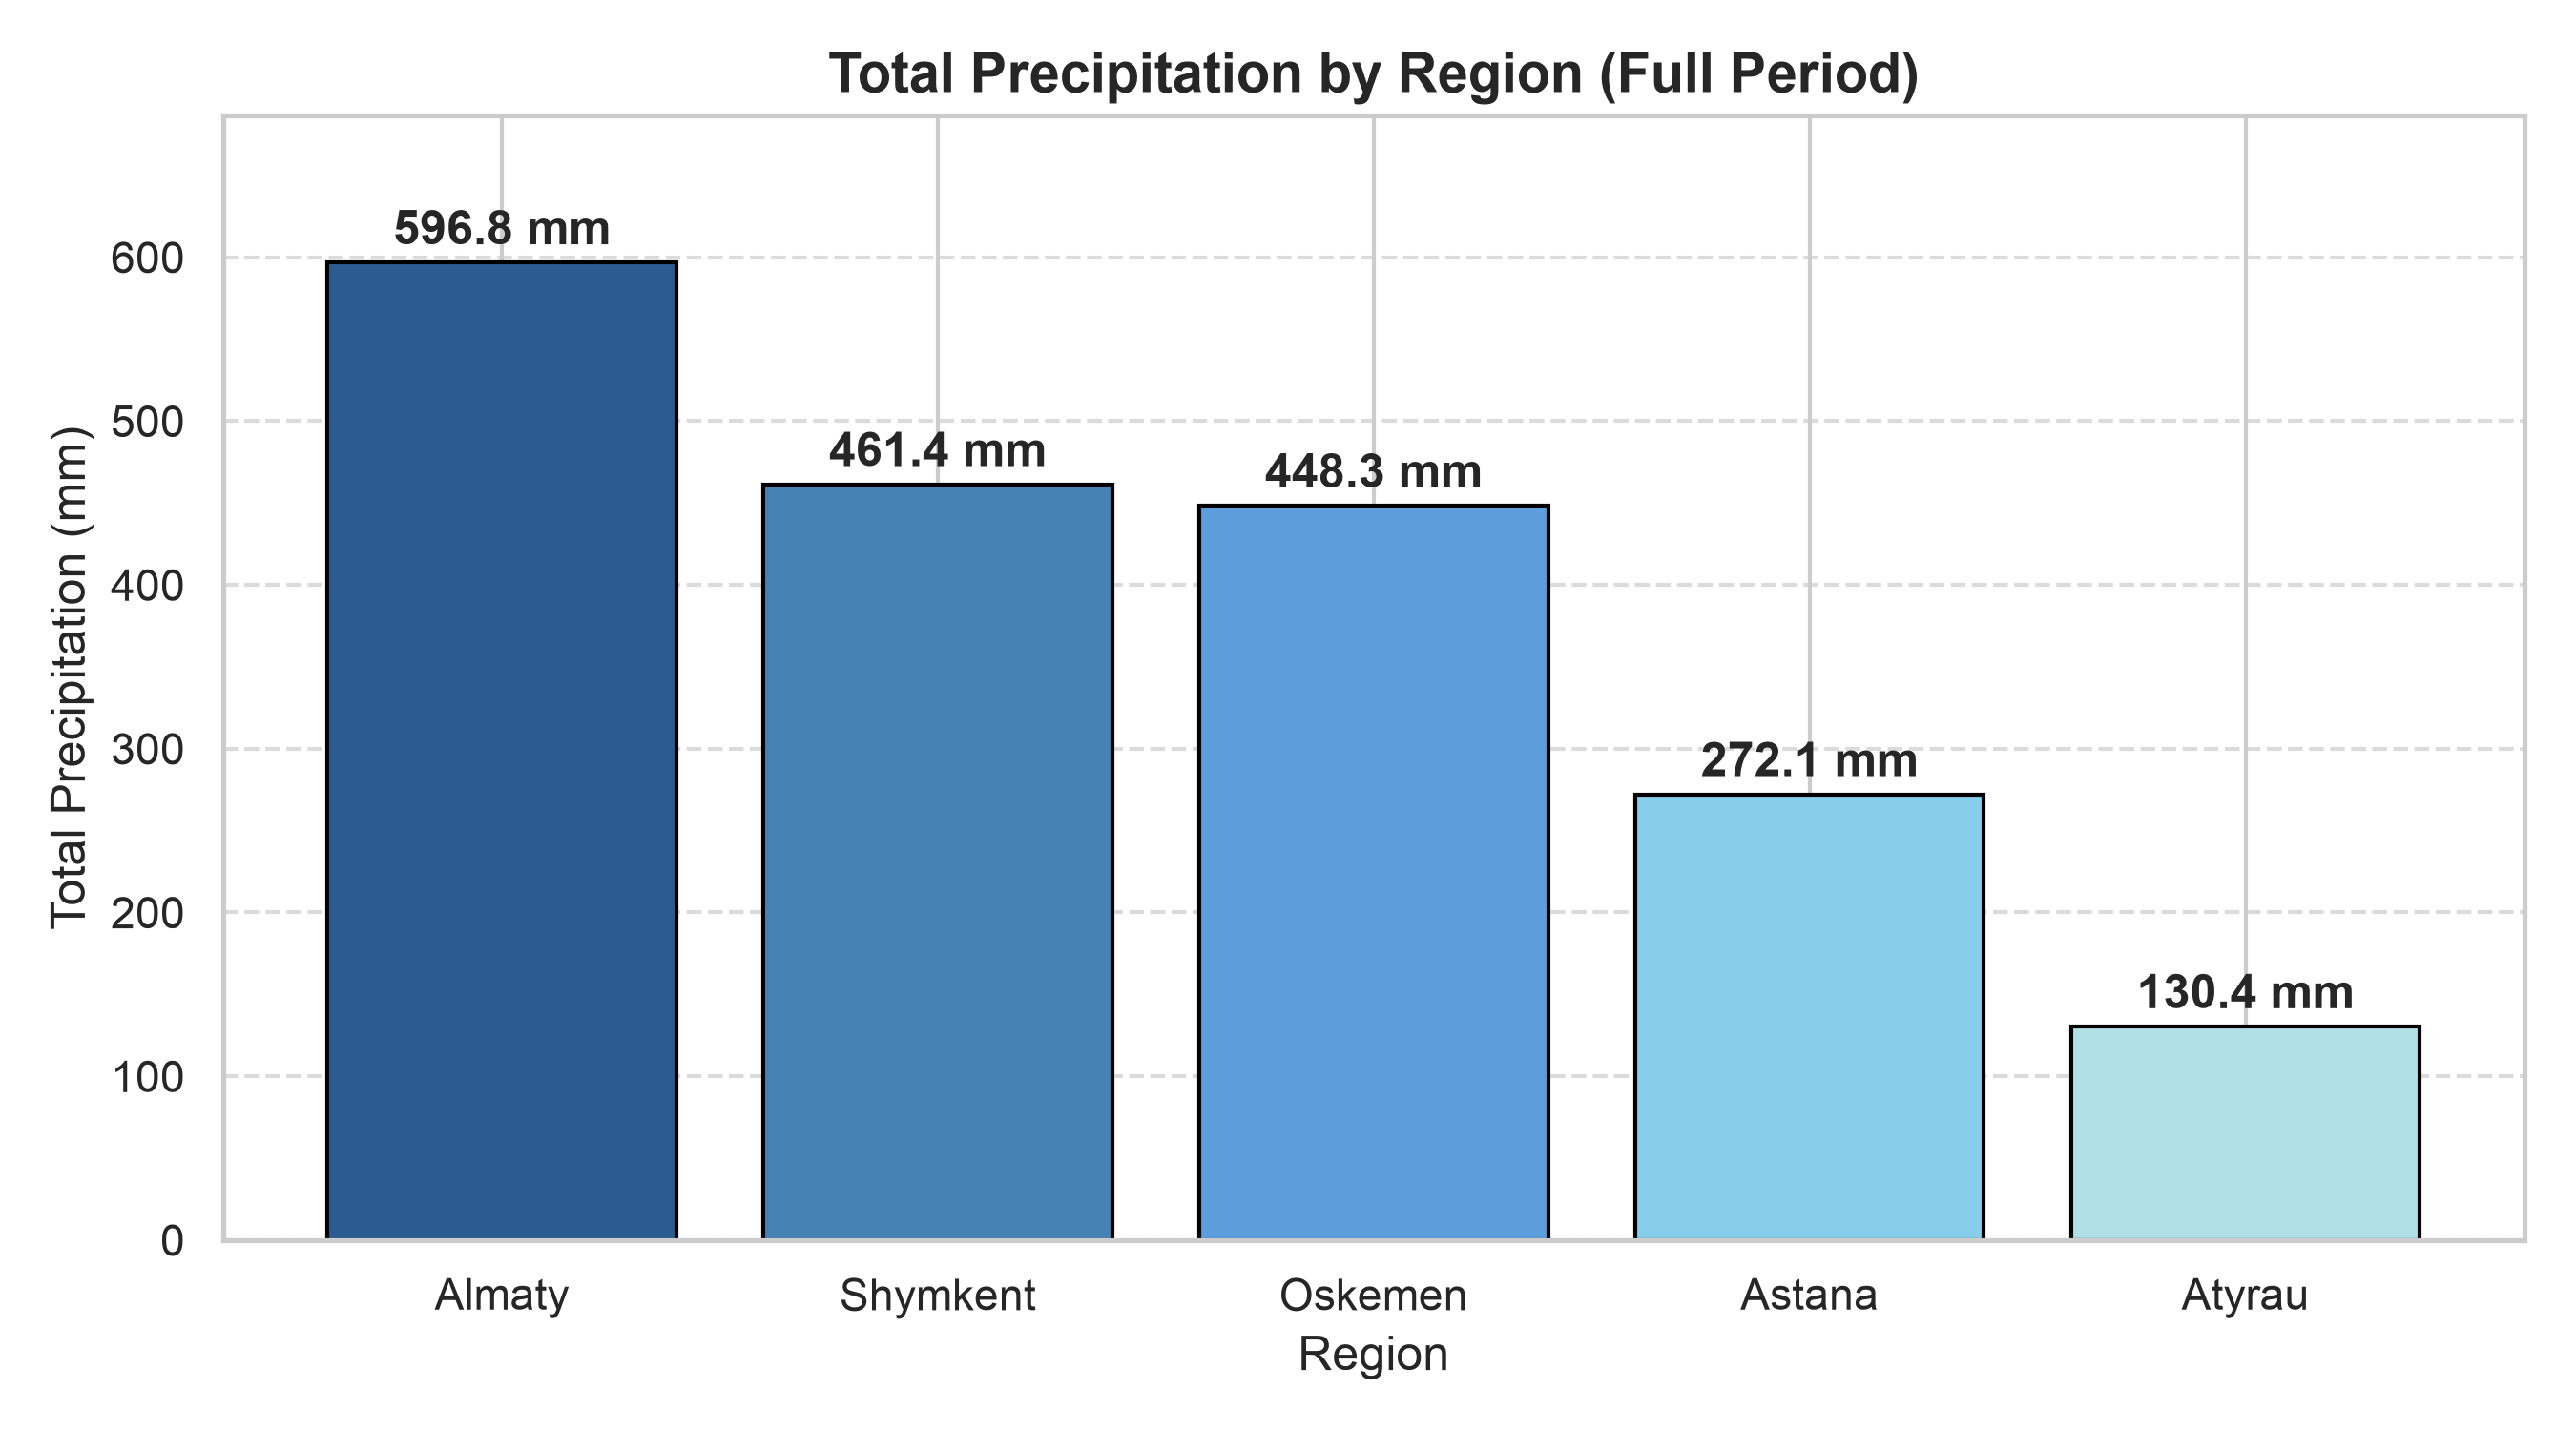 Total Precipitation by Region (Full Period)
Total Precipitation (mm)
600
500
400
300
200
100
0
596.8 mm
461.4 mm
448.3 mm
272.1 mm
130.4 mm
Almaty
Shymkent
Oskemen
Astana
Atyrau
Region